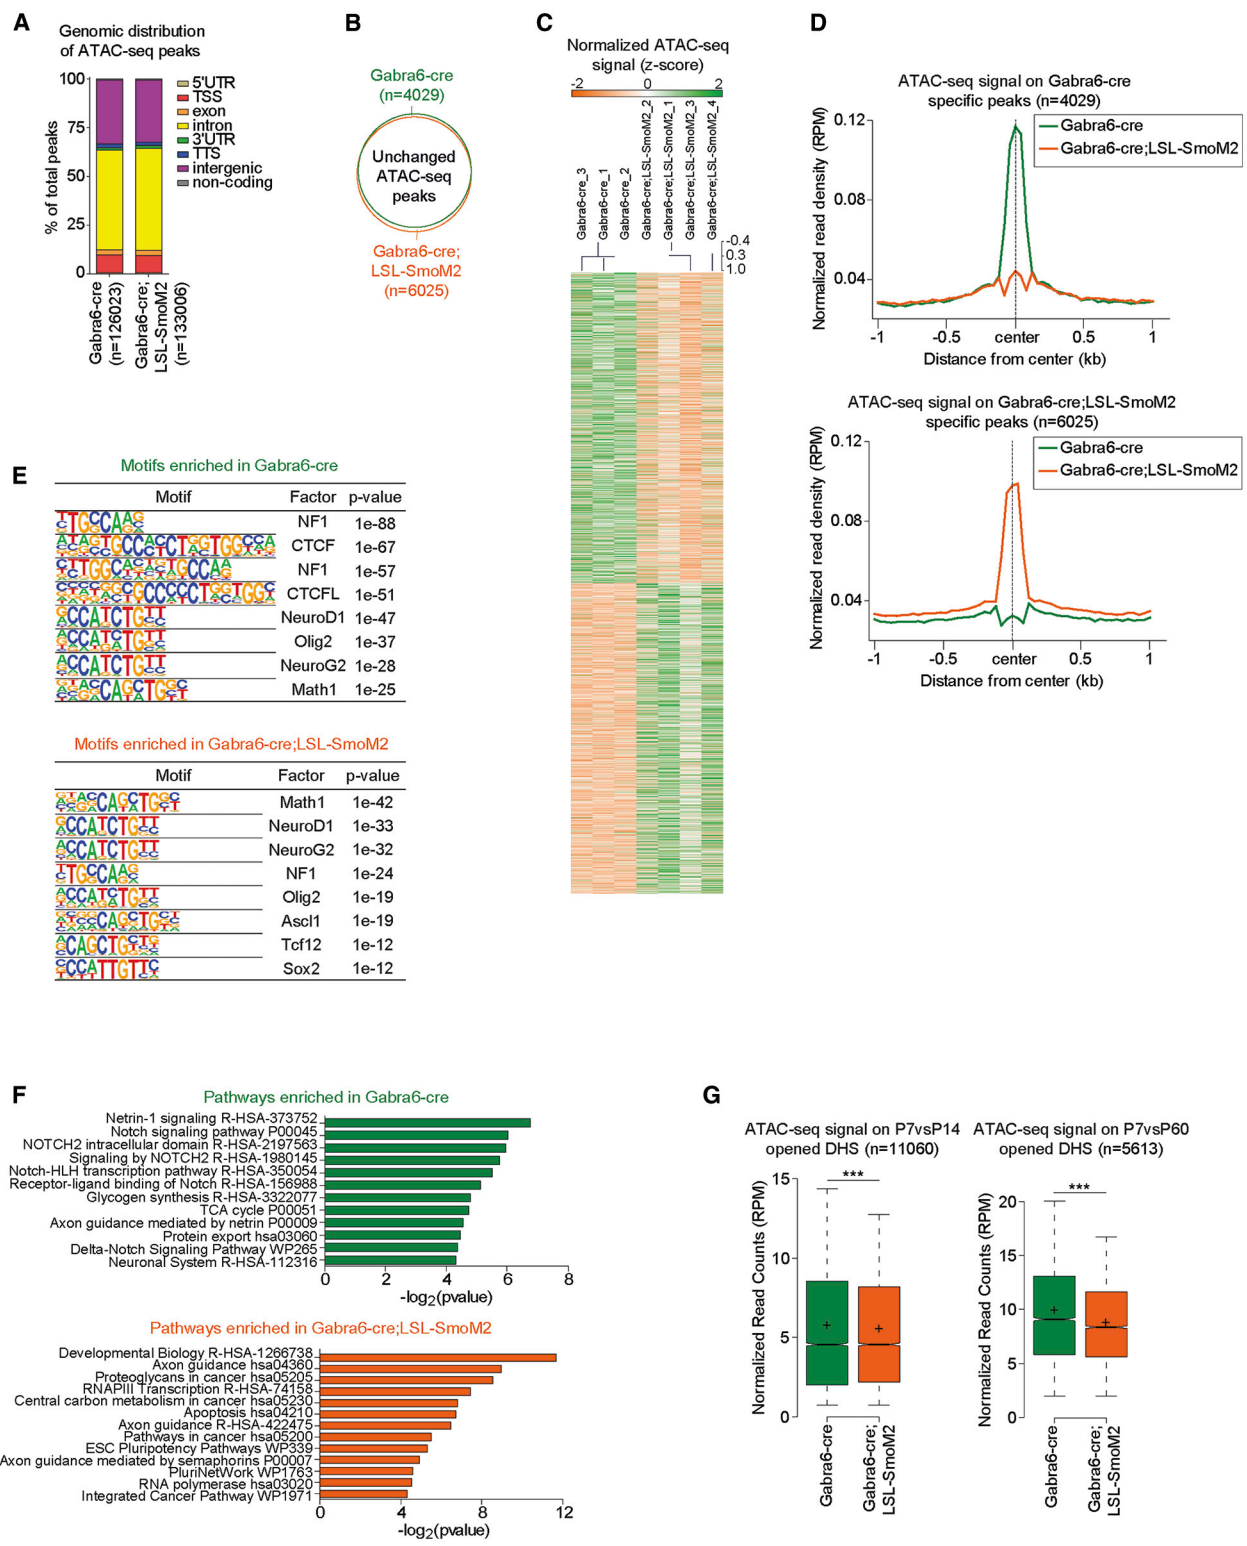 A
Genomic distribution
of ATAC-seq peaks
100
75
50
25
0
% of total peaks
5'UTR
TSS
exon
intron
3'UTR
TTS
intergenic
non-coding
Gabra6-cre
(n=126023)
Gabra6-cre;
LSL-SmoM2
(n=133006)
B
Gabra6-cre
(n=4029)
Unchanged
ATAC-seq
peaks
Gabra6-cre;
LSL-SmoM2
(n=6025)
C
Normalized ATAC-seq
signal (z-score)
-2 0 2
Gabra6-cre_3
Gabra6-cre_1
Gabra6-cre_2
Gabra6-cre;LSL-SmoM2_2
Gabra6-cre;LSL-SmoM2_1
Gabra6-cre;LSL-SmoM2_3
Gabra6-cre;LSL-SmoM2_4
-0.4
0.3
1.0
D
ATAC-seq signal on Gabra6-cre
specific peaks (n=4029)
Normalized read density (RPM)
0.12
0.08
0.04
Gabra6-cre
Gabra6-cre;LSL-SmoM2
-1 -0.5 center 0.5 1
Distance from center (kb)
ATAC-seq signal on Gabra6-cre;LSL-SmoM2
specific peaks (n=6025)
Normalized read density (RPM)
0.12
0.08
0.04
Gabra6-cre
Gabra6-cre;LSL-SmoM2
-1 -0.5 center 0.5 1
Distance from center (kb)
E
Motifs enriched in Gabra6-cre
Motif Factor p-value
NF1 1e-88
CTCF 1e-67
NF1 1e-57
CTCFL 1e-51
NeuroD1 1e-47
Olig2 1e-37
NeuroG2 1e-28
Math1 1e-25
Motifs enriched in Gabra6-cre;LSL-SmoM2
Motif Factor p-value
Math1 1e-42
NeuroD1 1e-33
NeuroG2 1e-32
NF1 1e-24
Olig2 1e-19
Ascl1 1e-19
Tcf12 1e-12
Sox2 1e-12
F
Pathways enriched in Gabra6-cre
Netrin-1 signaling R-HSA-373752
Notch signaling pathway P00045
NOTCH2 intracellular domain R-HSA-2197563
Signaling by NOTCH2 R-HSA-1980145
Notch-HLH transcription pathway R-HSA-350054
Receptor-ligand binding of Notch R-HSA-156988
Glycogen synthesis R-HSA-3322077
TCA cycle P00051
Axon guidance mediated by netrin P00009
Protein export hsa03060
Delta-Notch Signaling Pathway WP265
Neuronal System R-HSA-112316
0 2 4 6 8
-log2(pvalue)
Pathways enriched in Gabra6-cre;LSL-SmoM2
Developmental Biology R-HSA-1266738
Axon guidance hsa04360
Proteoglycans in cancer hsa05205
RNAPIII Transcription R-HSA-74158
Central carbon metabolism in cancer hsa05230
Apoptosis hsa04210
Axon guidance R-HSA-422475
Pathways in cancer hsa05200
ESC Pluripotency Pathways WP339
Axon guidance mediated by semaphorins P00007
PluriNetWork WP1763
RNA polymerase hsa03020
Integrated Cancer Pathway WP1971
0 4 8 12
-log2(pvalue)
G
ATAC-seq signal on P7vsP14
opened DHS (n=11060)
Normalized Read Counts (RPM)
15
10
5
0
***
Gabra6-cre
Gabra6-cre;
LSL-SmoM2
ATAC-seq signal on P7vsP60
opened DHS (n=5613)
Normalized Read Counts (RPM)
20
15
10
5
0
***
Gabra6-cre
Gabra6-cre;
LSL-SmoM2